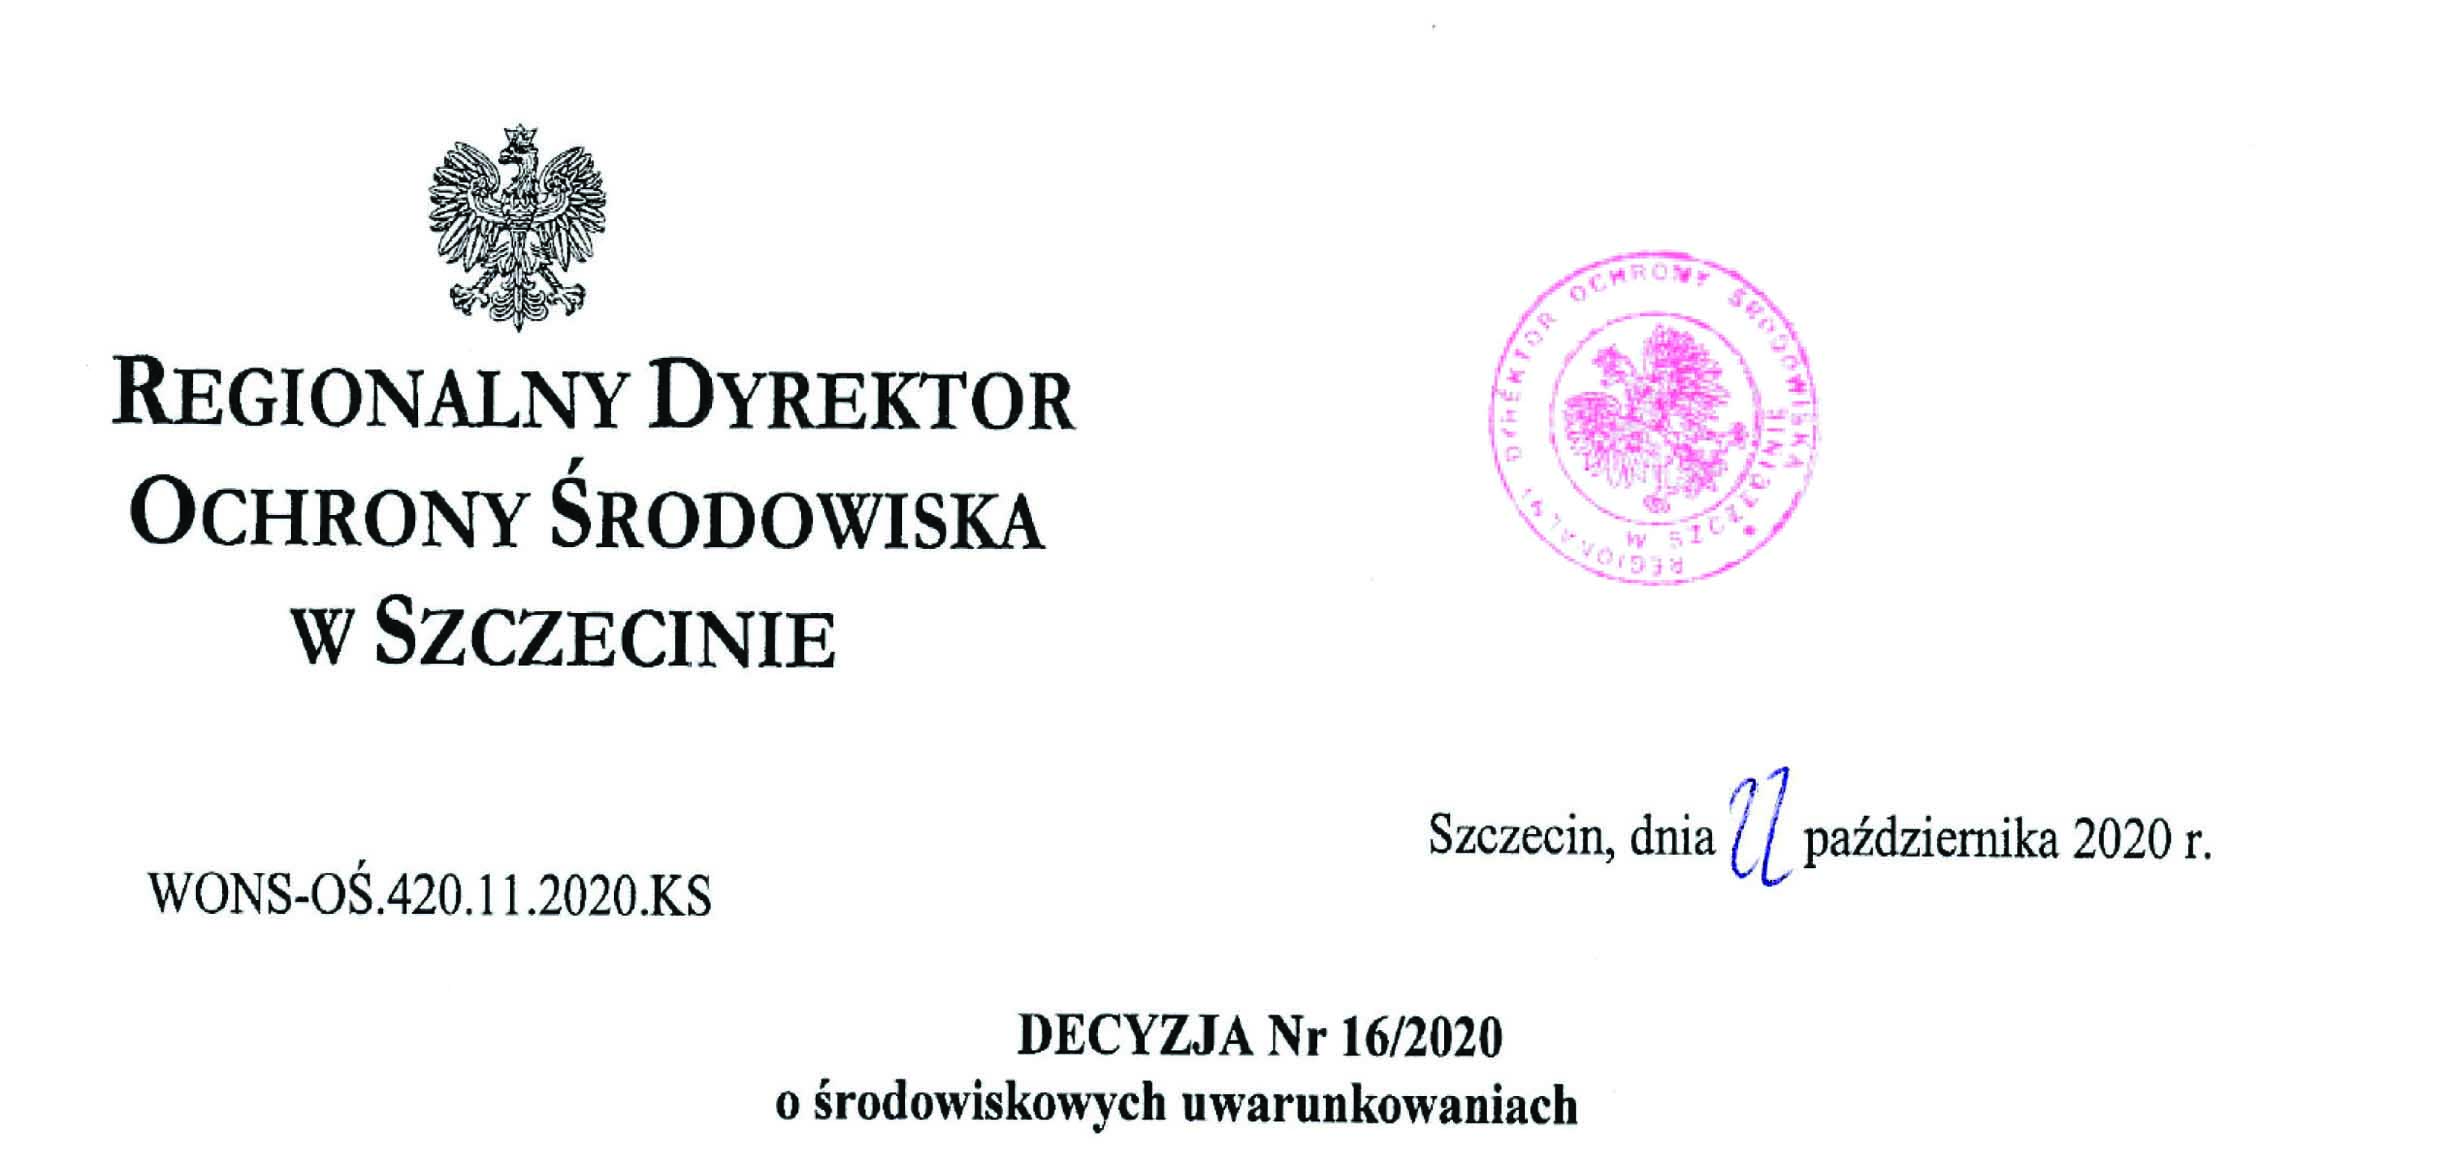 REGIONALNY DYREKTOR
OCHRONY ŚRODOWISKA
W SZCZECINIE
REGIONALNY DYREKTOR OCHRONY ŚRODOWISKA
W SZCZECINIE
Szczecin, dnia 22 października 2020 r.
WONS-OŚ.420.11.2020.KS
DECYZJA Nr 16/2020
o środowiskowych uwarunkowaniach